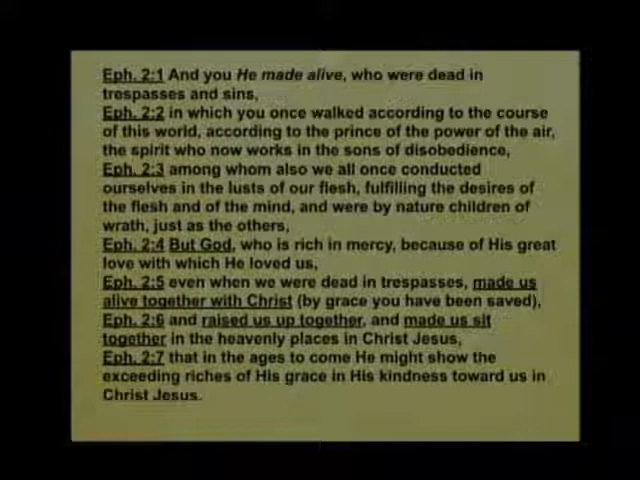 Eph. 2:1 And you He made alive, who were dead in
trespasses and sins,
Eph. 2:2 in which you once walked according to the course
of this world, according to the prince of the power of the air,
the spirit who now works in the sons of disobedience,
Eph. 2:3 among whom also we all once conducted
ourselves in the lusts of our flesh, fulfilling the desires of
the flesh and of the mind, and were by nature children of
wrath, just as the others,
Eph. 2:4 But God, who is rich in mercy, because of His great
love with which He loved us,
Eph. 2:5 even when we were dead in trespasses, made us
alive together with Christ (by grace you have been saved),
Eph. 2:6 and raised us up together, and made us sit
together in the heavenly places in Christ Jesus,
Eph. 2:7 that in the ages to come He might show the
exceeding riches of His grace in His kindness toward us in
Christ Jesus.